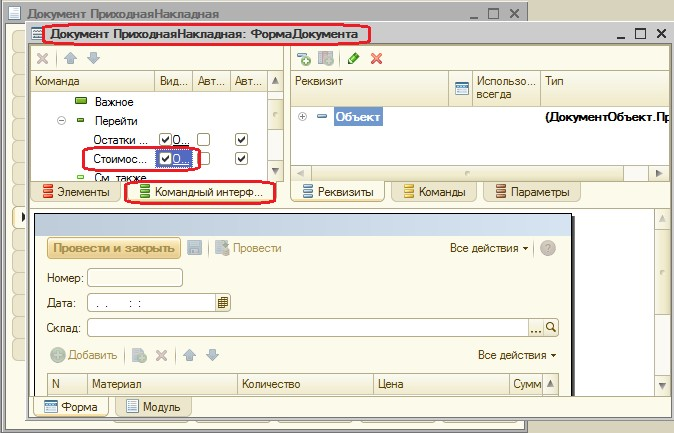 Документ ПриходнаяНакладная
Документ ПриходнаяНакладная: ФормаДокумента
Команда Вид... Авт... Авт...
Важное
Перейти
Остатки ... О...
Стоимос... О...
См. также
Реквизит Использо... всегда Тип
Объект (ДокументОбъект.Пр
Элементы Командный интерф... Реквизиты Команды Параметры
Провести и закрыть Провести Все действия
Номер:
Дата: . . : :
Склад: ...
Добавить Все действия
N Материал Количество Цена Сумм
Форма Модуль